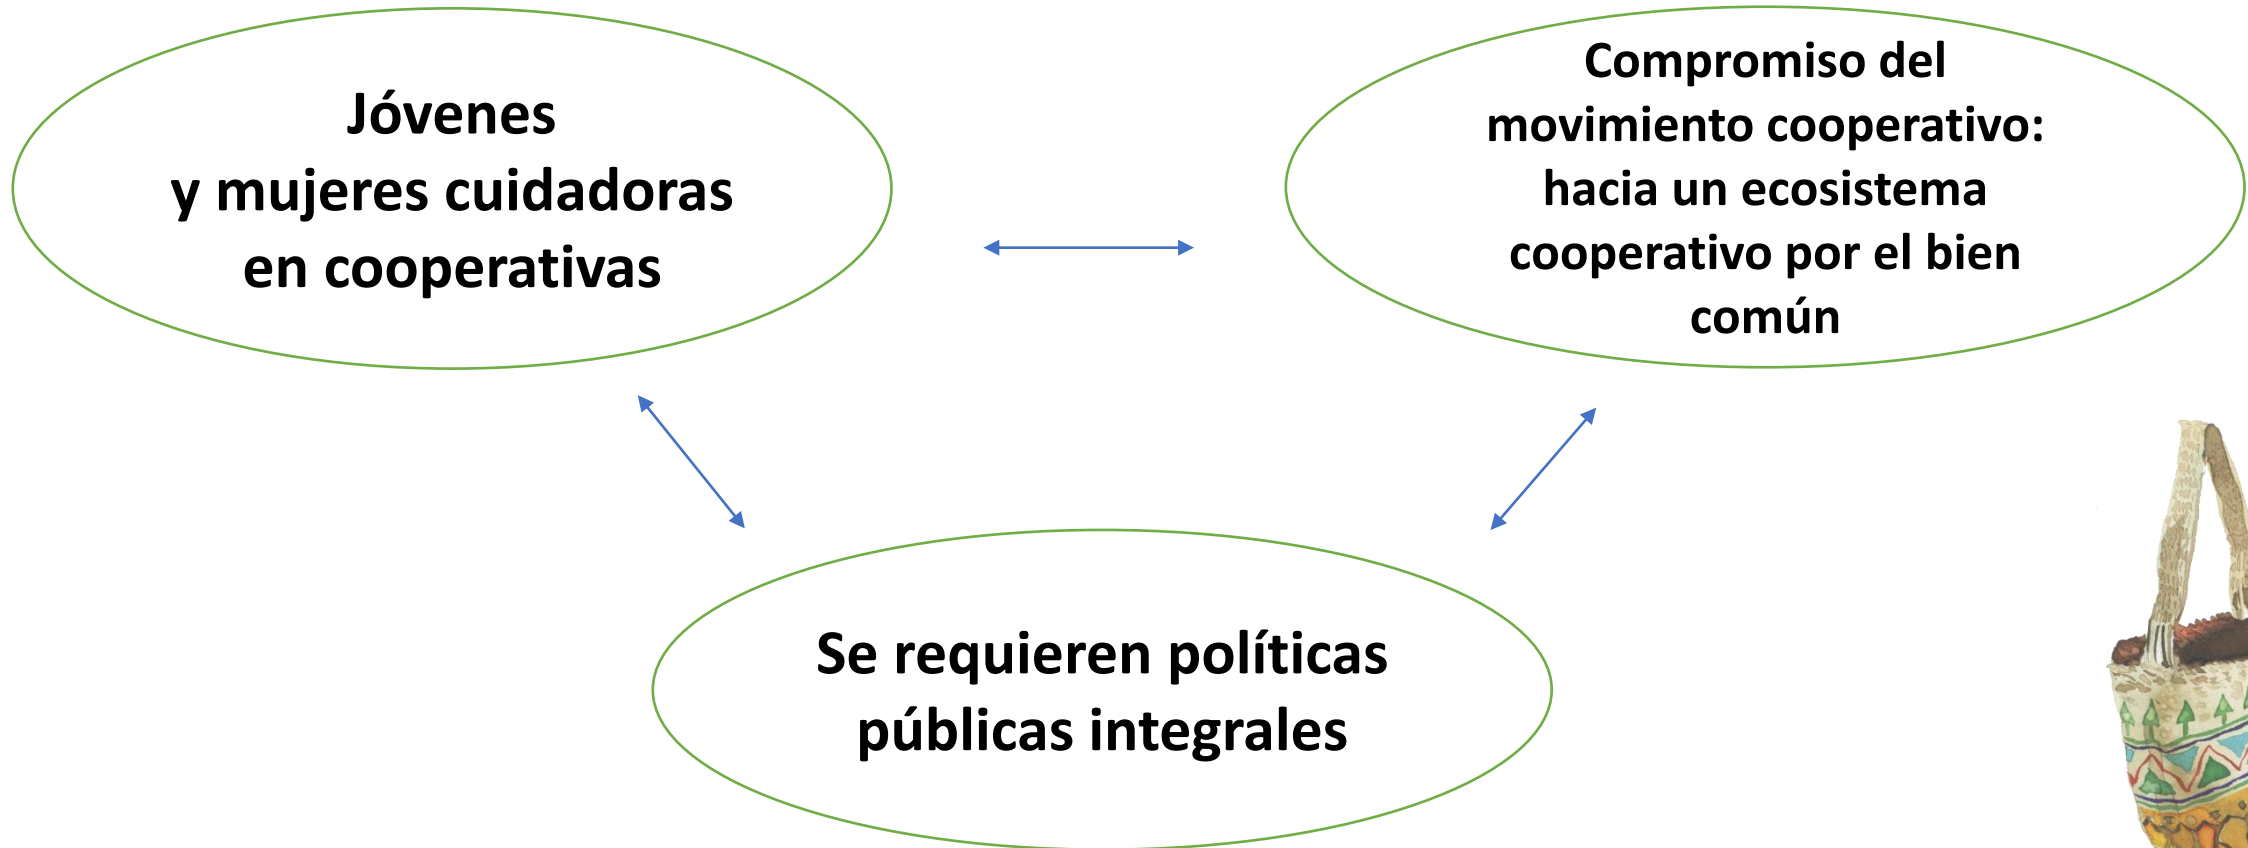 Jóvenes
y mujeres cuidadoras
en cooperativas
Compromiso del
movimiento cooperativo:
hacia un ecosistema
cooperativo por el bien
común
Se requieren políticas
públicas integrales